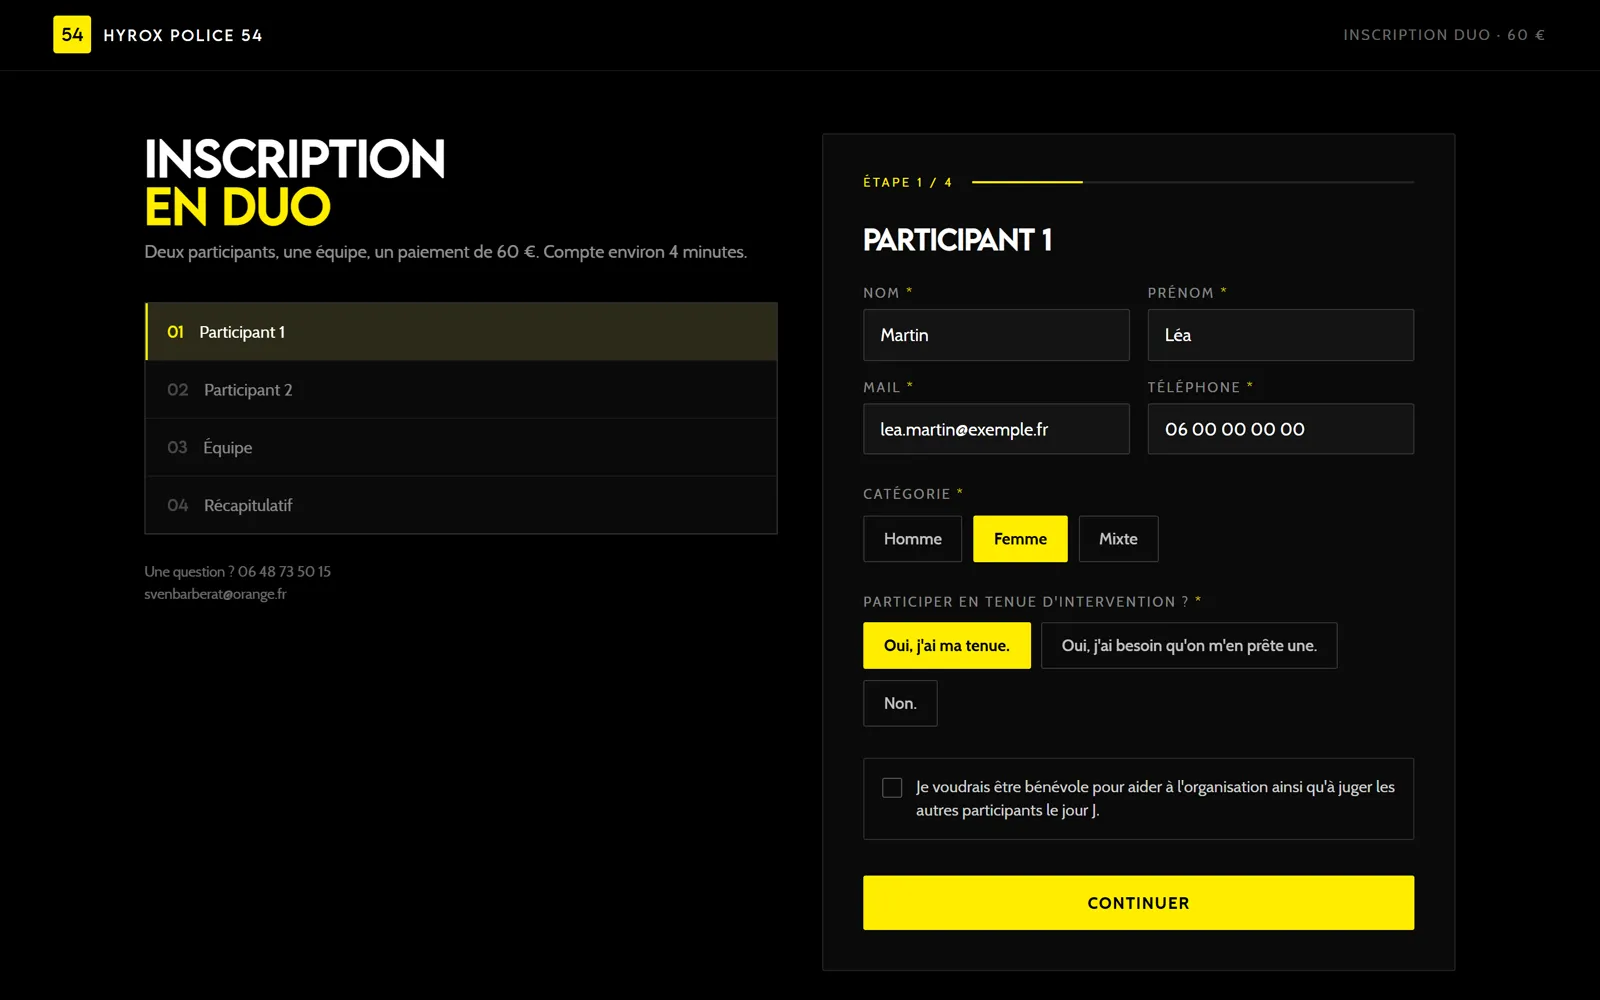 54 HYROX POLICE 54
INSCRIPTION DUO · 60 €
INSCRIPTION
EN DUO
Deux participants, une équipe, un paiement de 60 €. Compte environ 4 minutes.
01 Participant 1
02 Participant 2
03 Équipe
04 Récapitulatif
Une question ? 06 48 73 50 15
svenbarberat@orange.fr
ÉTAPE 1 / 4
PARTICIPANT 1
NOM * PRÉNOM *
Martin Léa
MAIL * TÉLÉPHONE *
lea.martin@exemple.fr 06 00 00 00 00
CATÉGORIE *
Homme Femme Mixte
PARTICIPER EN TENUE D'INTERVENTION ? *
Oui, j'ai ma tenue. Oui, j'ai besoin qu'on m'en prête une.
Non.
Je voudrais être bénévole pour aider à l'organisation ainsi qu'à juger les
autres participants le jour J.
CONTINUER